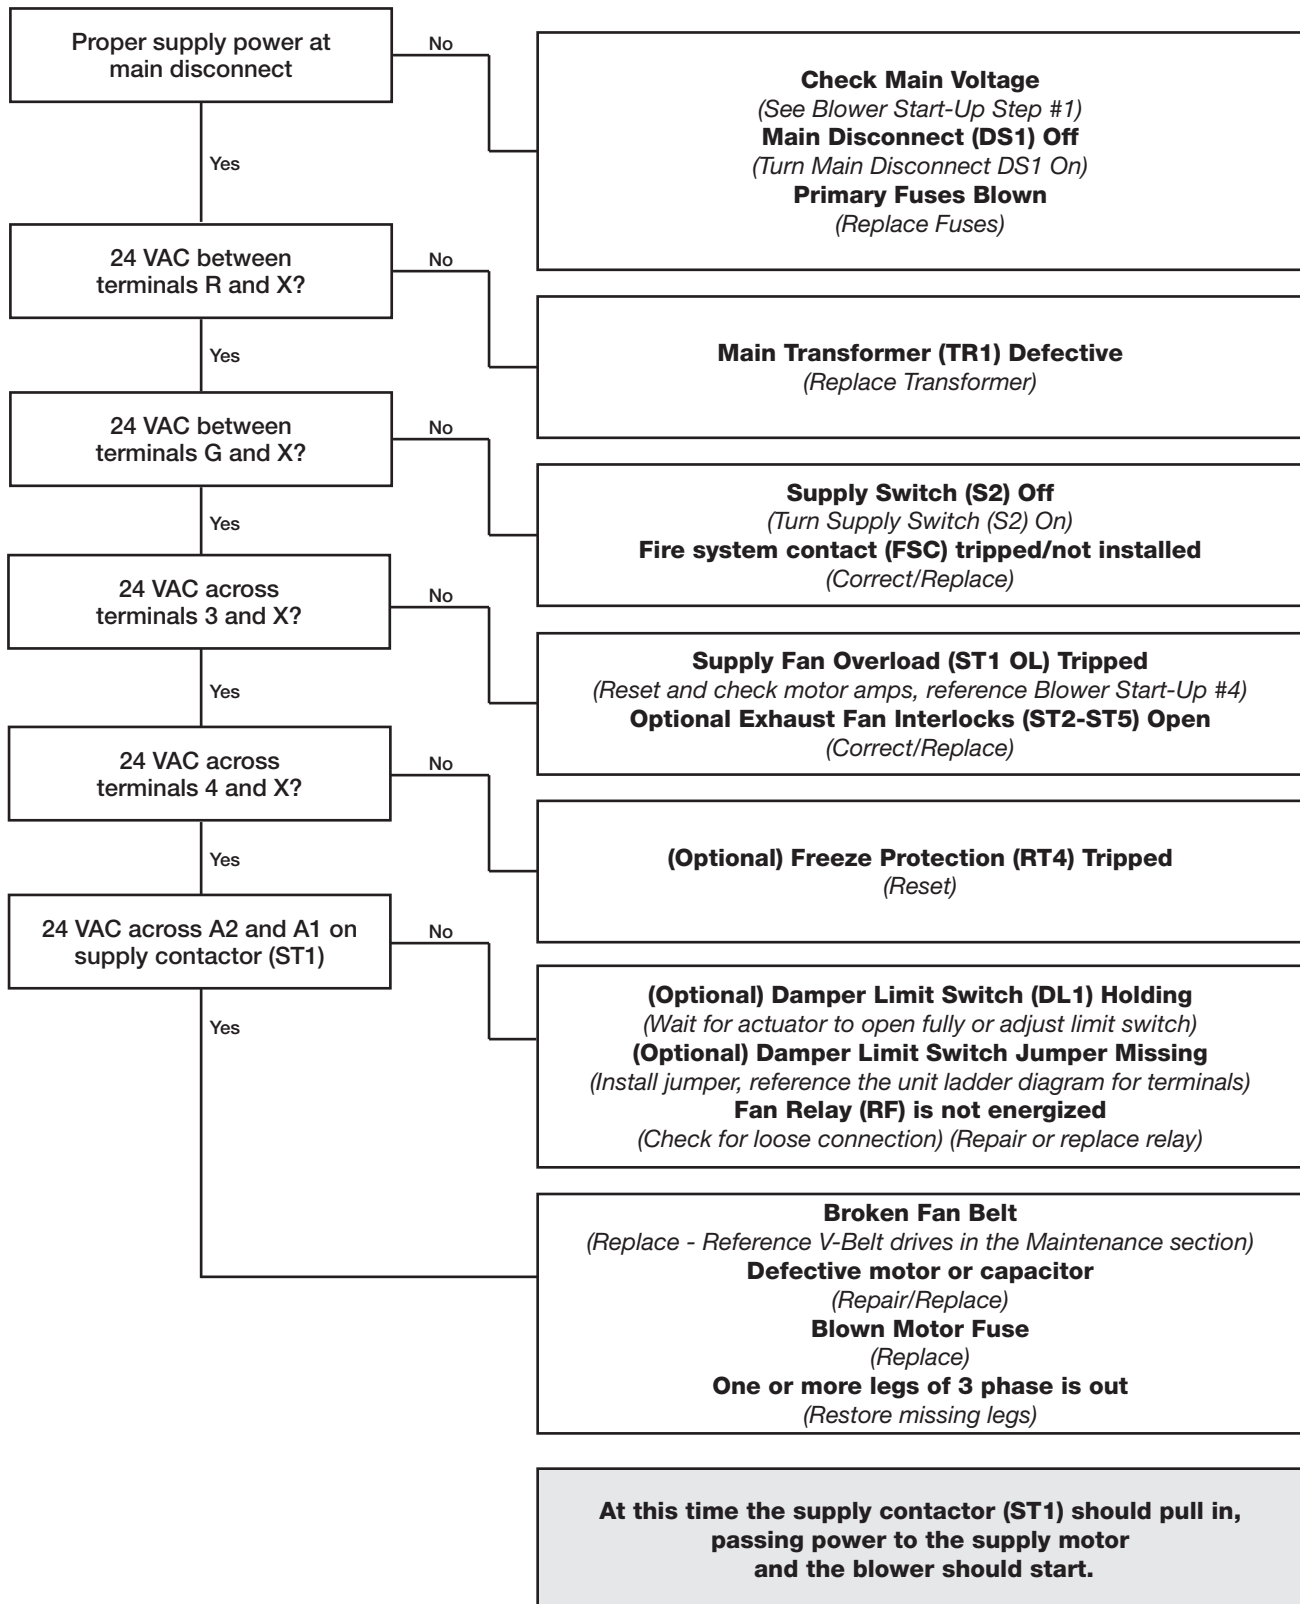 Proper supply power at
main disconnect
No
Check Main Voltage
(See Blower Start-Up Step #1)
Main Disconnect (DS1) Off
(Turn Main Disconnect DS1 On)
Primary Fuses Blown
(Replace Fuses)
Yes
24 VAC between
terminals R and X?
No
Main Transformer (TR1) Defective
(Replace Transformer)
Yes
24 VAC between
terminals G and X?
No
Supply Switch (S2) Off
(Turn Supply Switch (S2) On)
Fire system contact (FSC) tripped/not installed
(Correct/Replace)
Yes
24 VAC across
terminals 3 and X?
No
Supply Fan Overload (ST1 OL) Tripped
(Reset and check motor amps, reference Blower Start-Up #4)
Optional Exhaust Fan Interlocks (ST2-ST5) Open
(Correct/Replace)
Yes
24 VAC across
terminals 4 and X?
No
(Optional) Freeze Protection (RT4) Tripped
(Reset)
Yes
24 VAC across A2 and A1 on
supply contactor (ST1)
No
(Optional) Damper Limit Switch (DL1) Holding
(Wait for actuator to open fully or adjust limit switch)
(Optional) Damper Limit Switch Jumper Missing
(Install jumper, reference the unit ladder diagram for terminals)
Fan Relay (RF) is not energized
(Check for loose connection) (Repair or replace relay)
Yes
Broken Fan Belt
(Replace - Reference V-Belt drives in the Maintenance section)
Defective motor or capacitor
(Repair/Replace)
Blown Motor Fuse
(Replace)
One or more legs of 3 phase is out
(Restore missing legs)
At this time the supply contactor (ST1) should pull in,
passing power to the supply motor
and the blower should start.